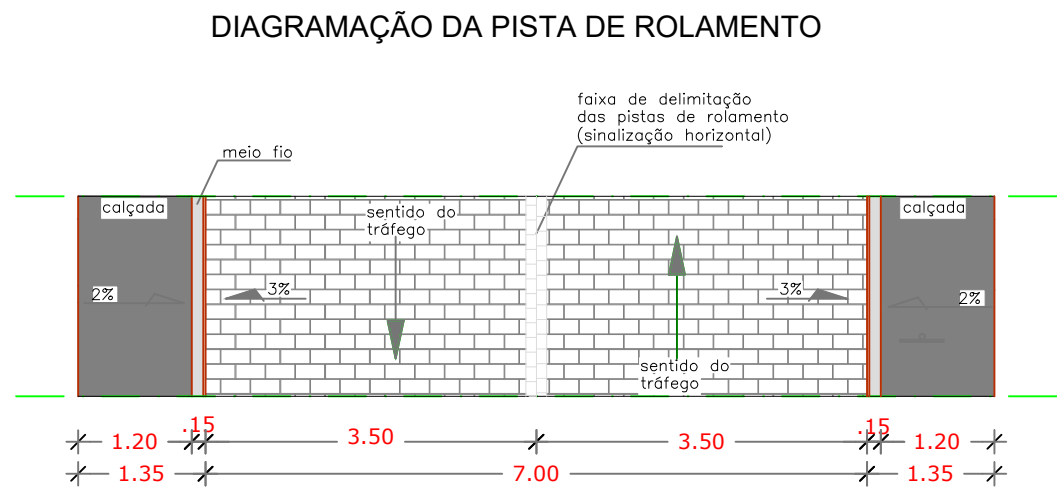 DIAGRAMAÇÃO DA PISTA DE ROLAMENTO
faixa de delimitação
das pistas de rolamento
(sinalização horizontal)
meio fio
calçada
sentido do
tráfego
calçada
2%
3%
3%
2%
sentido do
tráfego
1.20
.15
3.50
3.50
.15
1.20
1.35
7.00
1.35